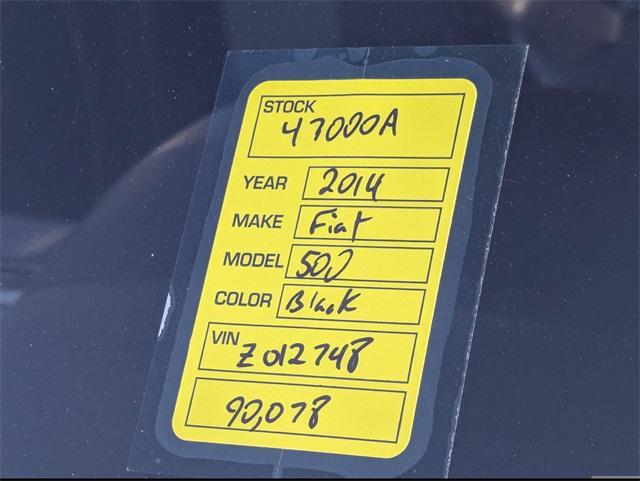 STOCK
47000A
YEAR 2014
MAKE Fiat
MODEL 500
COLOR Black
VIN Z012748
90,078